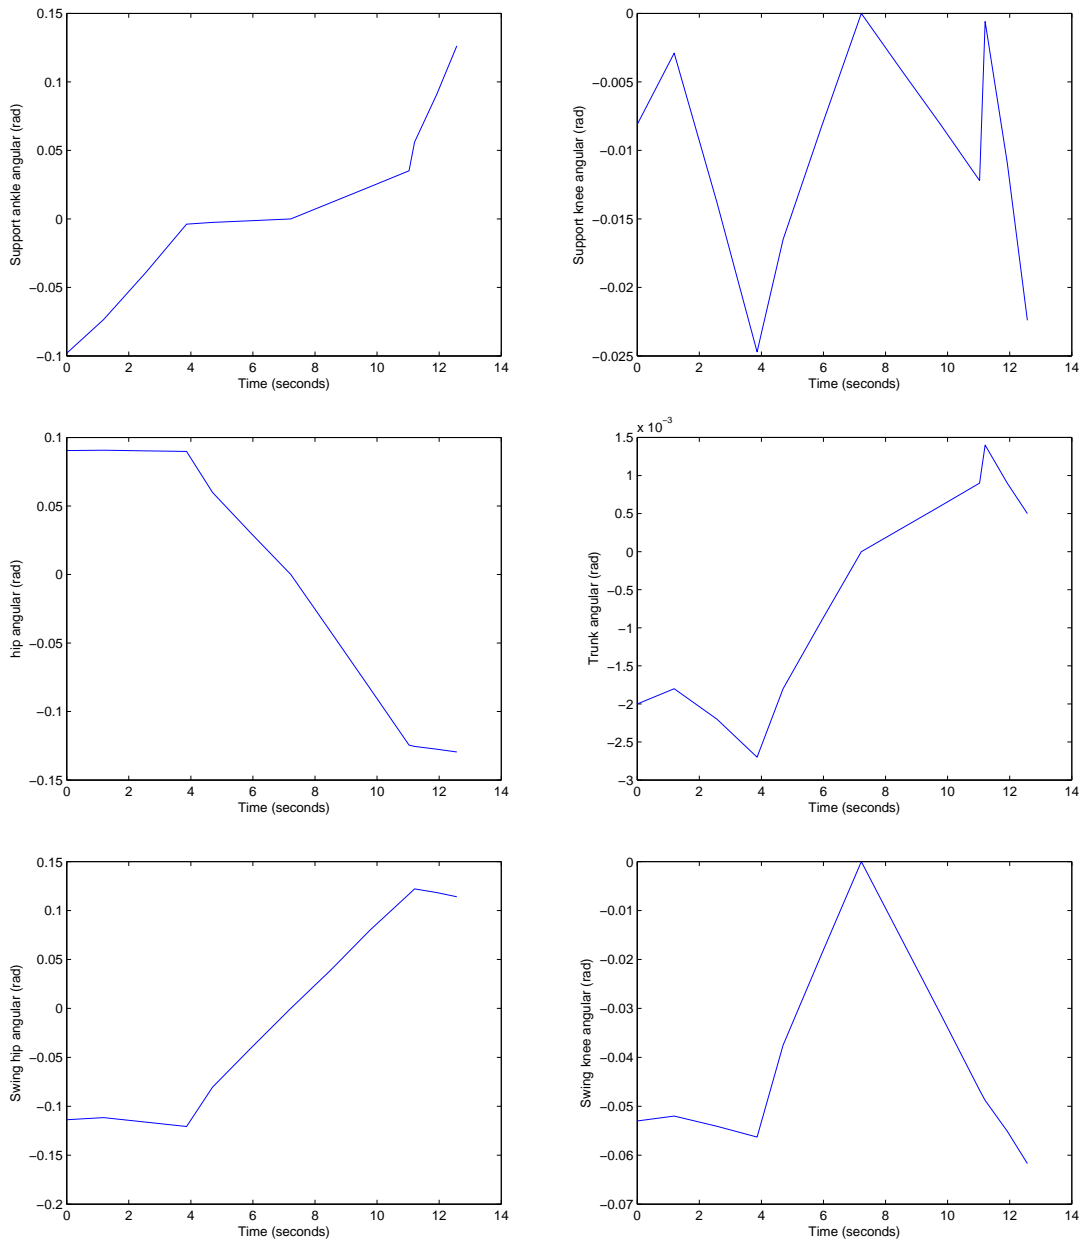 0.15
0.1
0.05
0
−0.05
−0.1
Support ankle angular (rad)
0 2 4 6 8 10 12 14
Time (seconds)
0
−0.005
−0.01
−0.015
−0.02
−0.025
Support knee angular (rad)
0 2 4 6 8 10 12 14
Time (seconds)
0.1
0.05
0
−0.05
−0.1
−0.15
hip angular (rad)
0 2 4 6 8 10 12 14
Time (seconds)
x 10−3
1.5
1
0.5
0
−0.5
−1
−1.5
−2
−2.5
−3
Trunk angular (rad)
0 2 4 6 8 10 12 14
Time (seconds)
0.15
0.1
0.05
0
−0.05
−0.1
−0.15
−0.2
Swing hip angular (rad)
0 2 4 6 8 10 12 14
Time (seconds)
0
−0.01
−0.02
−0.03
−0.04
−0.05
−0.06
−0.07
Swing knee angular (rad)
0 2 4 6 8 10 12 14
Time (seconds)